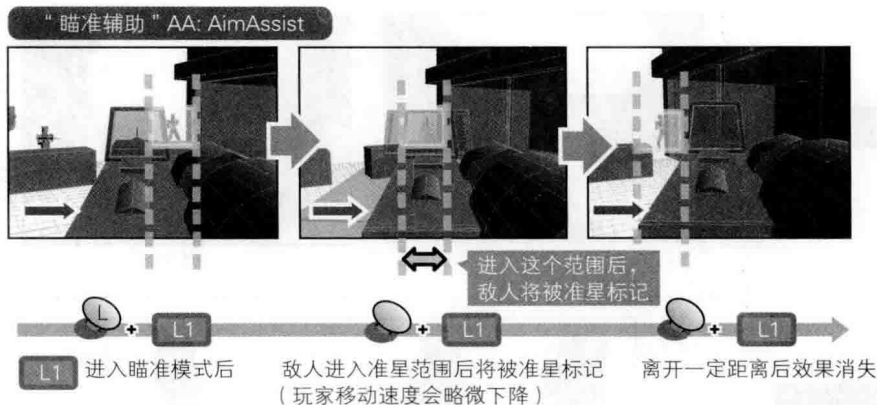 “瞄准辅助”AA: AimAssist
进入这个范围后，
敌人将被准星标记
L
+
L1
+
L1
+
L1
L1 进入瞄准模式后
敌人进入准星范围后将被准星标记
（玩家移动速度会略微下降）
离开一定距离后效果消失